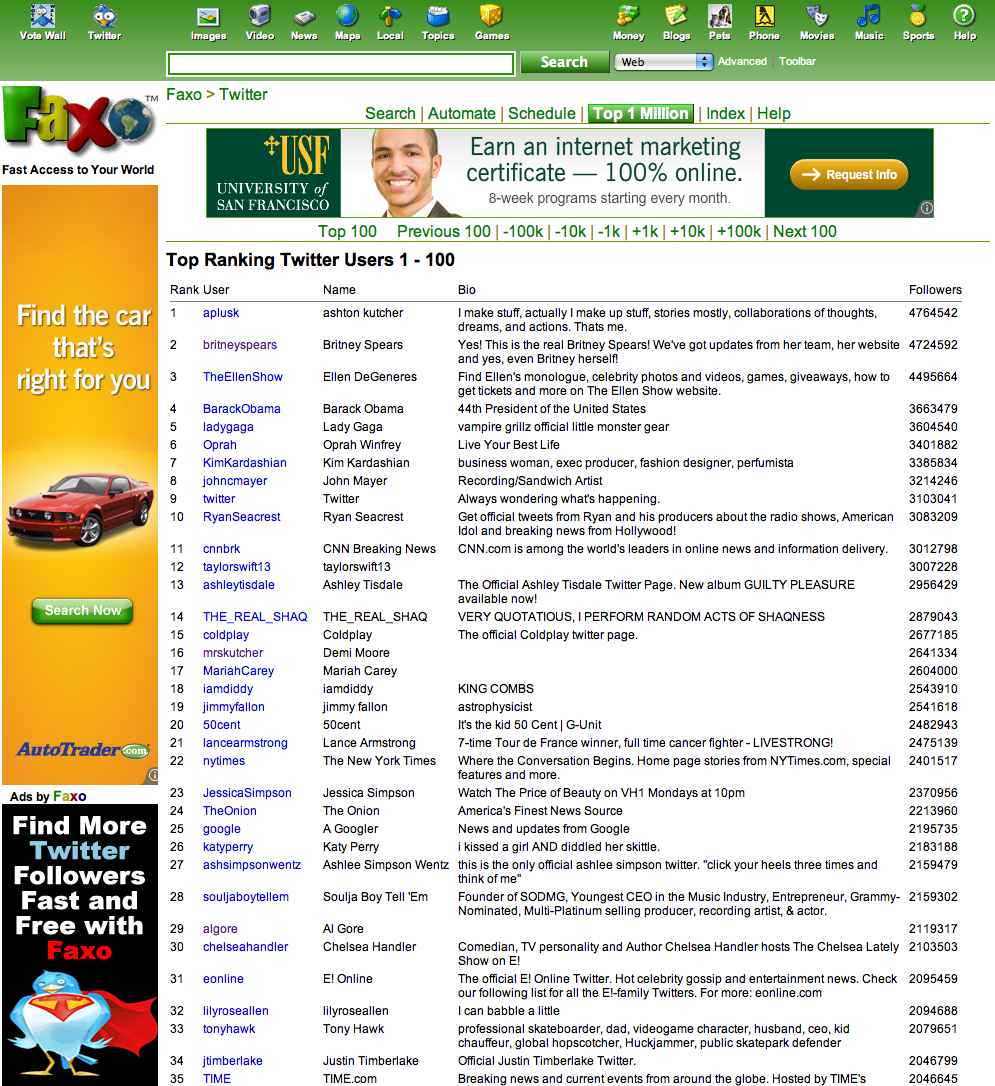 Vote Wall Twitter Images Video News Maps Local Topics Games Money Blogs Pets Phone Movies Music Sports Help
Search Web Advanced | Toolbar
Faxo™
Fast Access to Your World
Faxo > Twitter
Search | Automate | Schedule | Top 1 Million | Index | Help
USF
UNIVERSITY of
SAN FRANCISCO
Earn an internet marketing
certificate — 100% online.
8-week programs starting every month.
Request Info
Top 100 Previous 100 | -100k | -10k | -1k | +1k | +10k | +100k | Next 100
Top Ranking Twitter Users 1 - 100
Rank User Name Bio Followers
1 aplusk ashton kutcher I make stuff, actually I make up stuff, stories mostly, collaborations of thoughts, 4764542
dreams, and actions. Thats me.
2 britneyspears Britney Spears Yes! This is the real Britney Spears! We've got updates from her team, her website 4724592
and yes, even Britney herself!
3 TheEllenShow Ellen DeGeneres Find Ellen's monologue, celebrity photos and videos, games, giveaways, how to 4495664
get tickets and more on The Ellen Show website.
4 BarackObama Barack Obama 44th President of the United States 3663479
5 ladygaga Lady Gaga vampire grillz official little monster gear 3604540
6 Oprah Oprah Winfrey Live Your Best Life 3401882
7 KimKardashian Kim Kardashian business woman, exec producer, fashion designer, perfumista 3385834
8 johncmayer John Mayer Recording/Sandwich Artist 3214246
9 twitter Twitter Always wondering what's happening. 3103041
10 RyanSeacrest Ryan Seacrest Get official tweets from Ryan and his producers about the radio shows, American 3083209
Idol and breaking news from Hollywood!
11 cnnbrk CNN Breaking News CNN.com is among the world's leaders in online news and information delivery. 3012798
12 taylorswift13 taylorswift13 3007228
13 ashleytisdale Ashley Tisdale The Official Ashley Tisdale Twitter Page. New album GUILTY PLEASURE 2956429
available now!
14 THE_REAL_SHAQ THE_REAL_SHAQ VERY QUOTATIOUS, I PERFORM RANDOM ACTS OF SHAQNESS 2879043
15 coldplay Coldplay The official Coldplay twitter page. 2677185
16 mrskutcher Demi Moore 2641334
17 MariahCarey Mariah Carey 2604000
18 iamdiddy iamdiddy KING COMBS 2543910
19 jimmyfallon jimmy fallon astrophysicist 2541618
20 50cent 50cent It's the kid 50 Cent | G-Unit 2482943
21 lancearmstrong Lance Armstrong 7-time Tour de France winner, full time cancer fighter - LIVESTRONG! 2475139
22 nytimes The New York Times Where the Conversation Begins. Home page stories from NYTimes.com, special 2401517
features and more.
23 JessicaSimpson Jessica Simpson Watch The Price of Beauty on VH1 Mondays at 10pm 2370956
24 TheOnion The Onion America's Finest News Source 2213960
25 google A Googler News and updates from Google 2195735
26 katyperry Katy Perry i kissed a girl AND diddled her skittle. 2183188
27 ashsimpsonwentz Ashlee Simpson Wentz this is the only official ashlee simpson twitter. "click your heels three times and 2159479
think of me"
28 souljaboytellem Soulja Boy Tell 'Em Founder of SODMG, Youngest CEO in the Music Industry, Entrepreneur, Grammy- 2159302
Nominated, Multi-Platinum selling producer, recording artist, & actor.
29 algore Al Gore 2119317
30 chelseahandler Chelsea Handler Comedian, TV personality and Author Chelsea Handler hosts The Chelsea Lately 2103503
Show on E!
31 eonline E! Online The official E! Online Twitter. Hot celebrity gossip and entertainment news. Check 2095459
our following list for all the E!-family Twitters. For more: eonline.com
32 lilyroseallen lilyroseallen I can babble a little 2094688
33 tonyhawk Tony Hawk professional skateboarder, dad, videogame character, husband, ceo, kid 2079651
chauffeur, global hopscotcher, Huckjammer, public skatepark defender
34 jtimberlake Justin Timberlake Official Justin Timberlake Twitter. 2046799
35 TIME TIME.com Breaking news and current events from around the globe. Hosted by TIME's 2046645
Find the car
that's
right for you
Search Now
AutoTrader.com
Ads by Faxo
Find More
Twitter
Followers
Fast and
Free with
Faxo